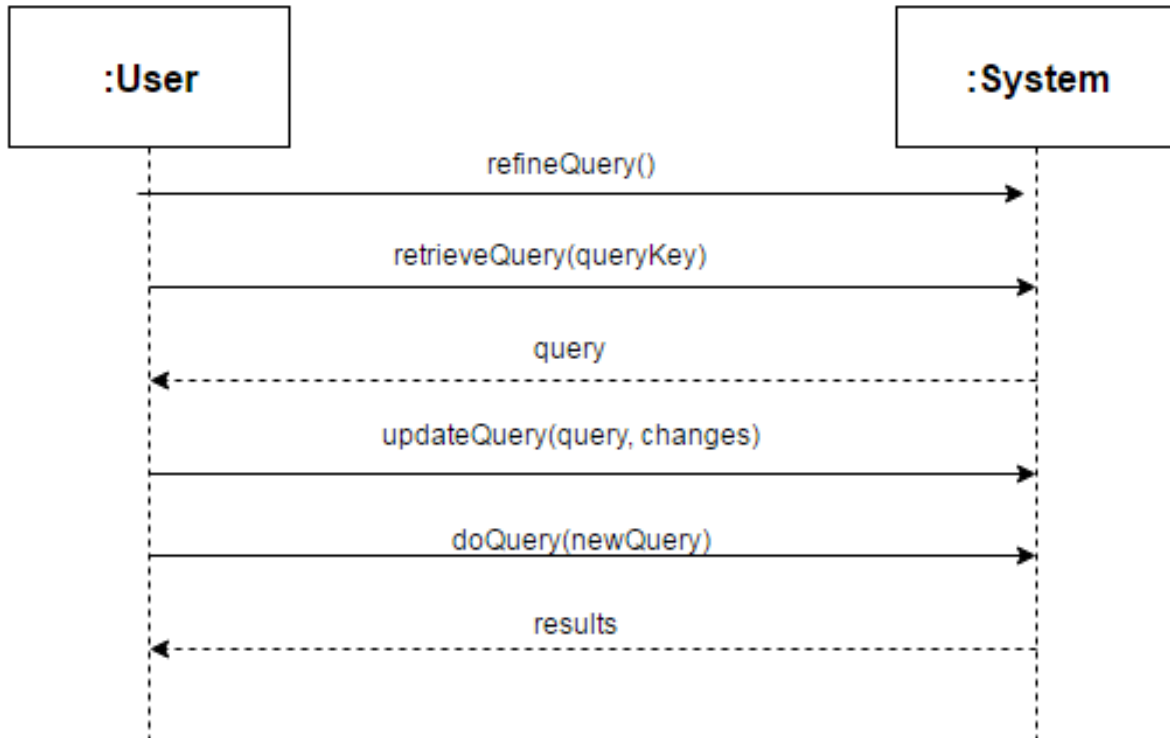 :User
:System
refineQuery()
retrieveQuery(queryKey)
query
updateQuery(query, changes)
doQuery(newQuery)
results